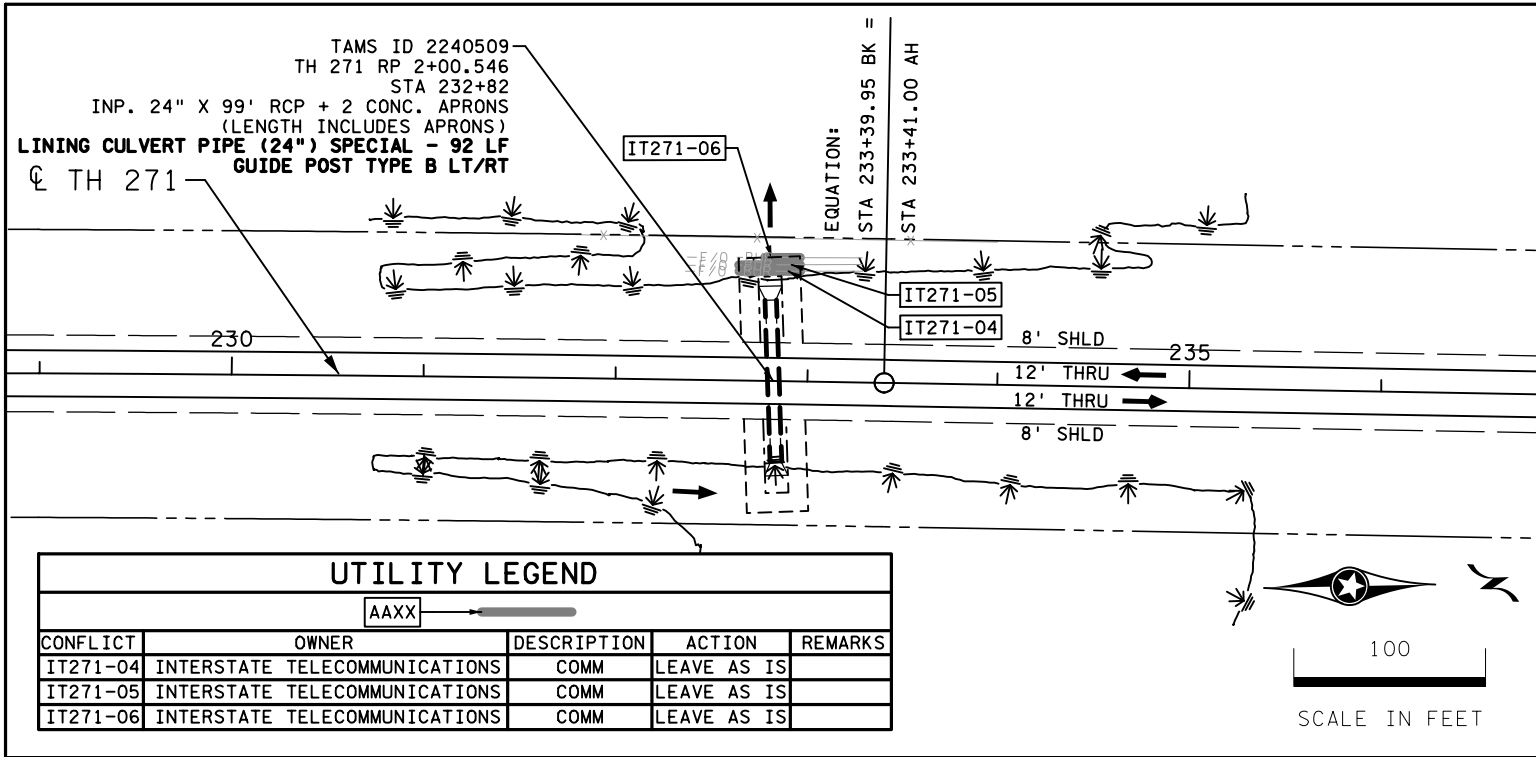 TAMS ID 2240509
TH 271 RP 2+00.546
STA 232+82
INP. 24" X 99' RCP + 2 CONC. APRONS
(LENGTH INCLUDES APRONS)
LINING CULVERT PIPE (24") SPECIAL - 92 LF
GUIDE POST TYPE B LT/RT
℄ TH 271
IT271-06
EQUATION:
STA 233+39.95 BK =
STA 233+41.00 AH
IT271-05
IT271-04
230
8' SHLD
235
12' THRU
12' THRU
8' SHLD
UTILITY LEGEND
AAXX
CONFLICT OWNER DESCRIPTION ACTION REMARKS
IT271-04 INTERSTATE TELECOMMUNICATIONS COMM LEAVE AS IS
IT271-05 INTERSTATE TELECOMMUNICATIONS COMM LEAVE AS IS
IT271-06 INTERSTATE TELECOMMUNICATIONS COMM LEAVE AS IS
N
100
SCALE IN FEET